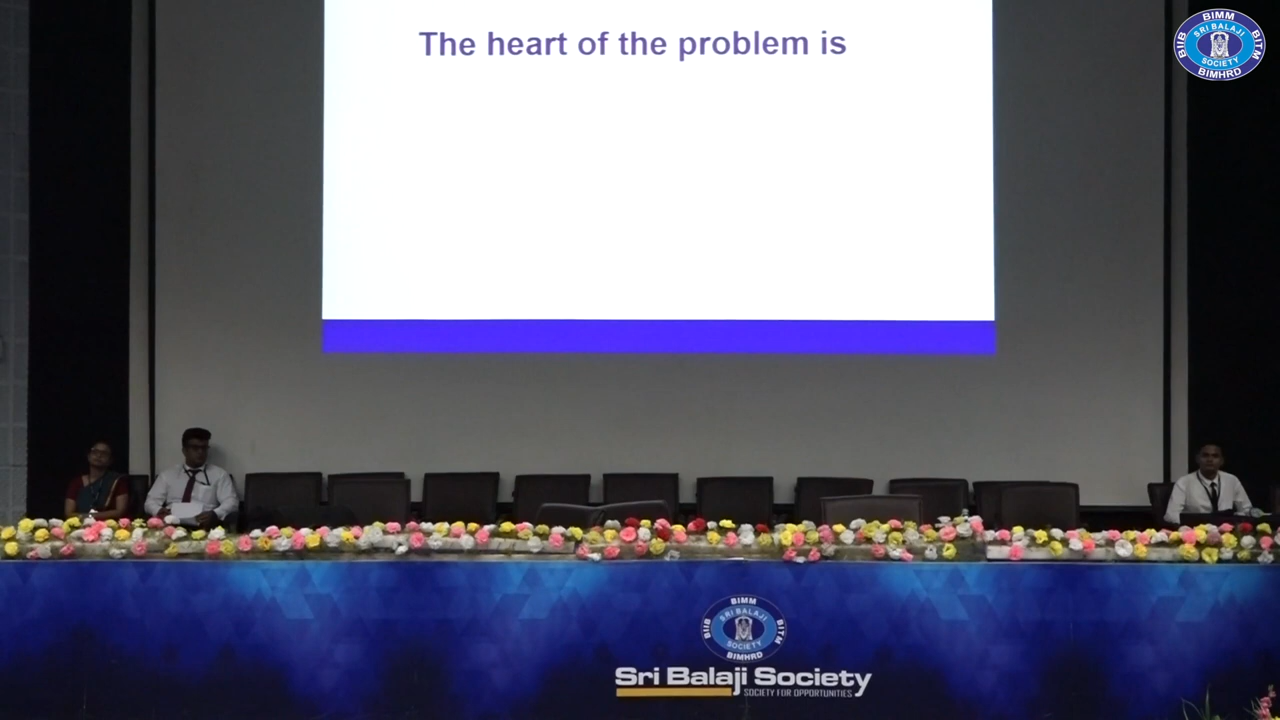 The heart of the problem is
BIMM
BIIB
SRI BALAJI
SOCIETY
BITM
BIMHRD
BIMM
BIIB
SRI BALAJI
SOCIETY
BITM
BIMHRD
Sri Balaji Society
SOCIETY FOR OPPORTUNITIES